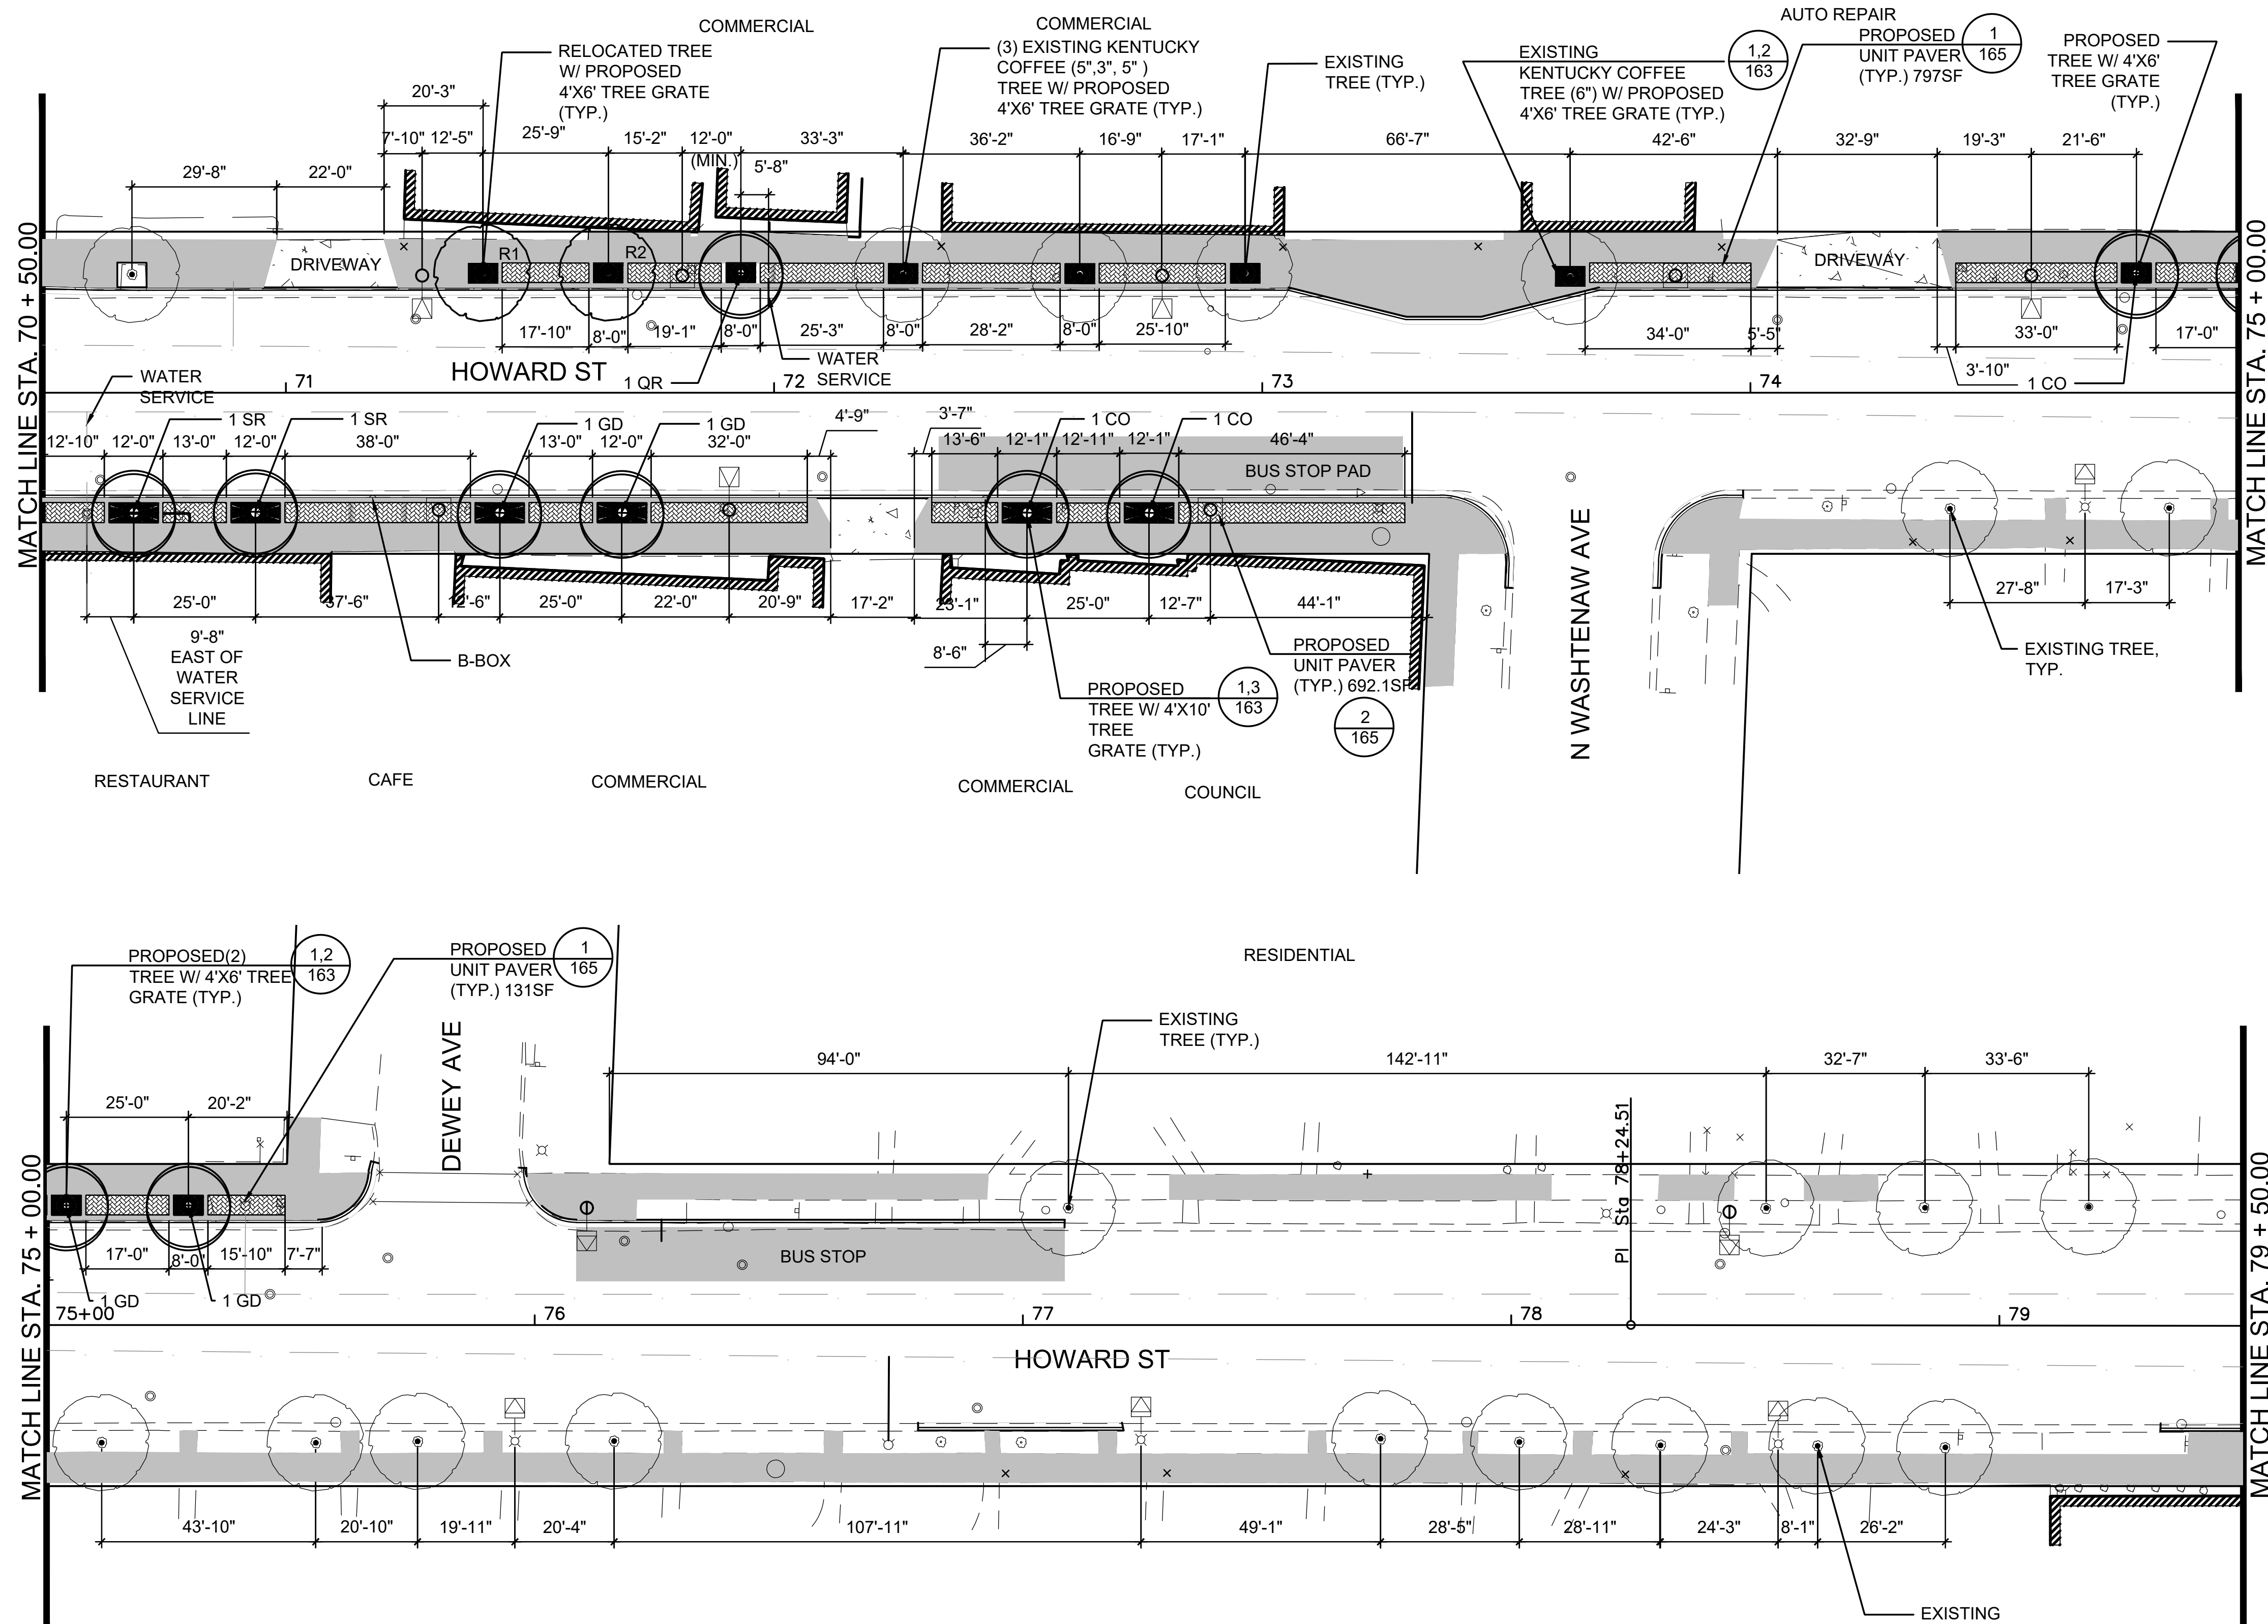 COMMERCIAL
COMMERCIAL
AUTO REPAIR
RELOCATED TREE
W/ PROPOSED
4'X6' TREE GRATE
(TYP.)
(3) EXISTING KENTUCKY
COFFEE (5",3", 5" )
TREE W/ PROPOSED
4'X6' TREE GRATE (TYP.)
EXISTING
TREE (TYP.)
EXISTING
KENTUCKY COFFEE
TREE (6") W/ PROPOSED
4'X6' TREE GRATE (TYP.)
1,2
163
PROPOSED
UNIT PAVER
(TYP.) 797SF
1
165
PROPOSED
TREE W/ 4'X6'
TREE GRATE
(TYP.)
20'-3"
7'-10" 12'-5" 25'-9" 15'-2" 12'-0" 33'-3" 36'-2" 16'-9" 17'-1" 66'-7" 42'-6" 32'-9" 19'-3" 21'-6"
(MIN.)
5'-8"
29'-8" 22'-0"
MATCH LINE STA. 70 + 50.00
MATCH LINE STA. 75 + 00.00
DRIVEWAY
R1
R2
DRIVEWAY
17'-10" 8'-0" 19'-1" 8'-0" 25'-3" 8'-0" 28'-2" 8'-0" 25'-10" 34'-0" 5'-5" 33'-0" 17'-0"
3'-10"
HOWARD ST
1 QR
WATER
SERVICE
1 CO
71
72
73
74
WATER
SERVICE
1 SR
1 SR
1 GD
1 GD
4'-9"
3'-7"
1 CO
1 CO
12'-10" 12'-0" 13'-0" 12'-0" 38'-0" 13'-0" 12'-0" 32'-0" 13'-6" 12'-1" 12'-11" 12'-1" 46'-4"
BUS STOP PAD
N WASHTENAW AVE
25'-0" 37'-6" 12'-6" 25'-0" 22'-0" 20'-9" 17'-2" 23'-1" 25'-0" 12'-7" 44'-1" 27'-8" 17'-3"
9'-8"
EAST OF
WATER
SERVICE
LINE
B-BOX
8'-6"
PROPOSED
TREE W/ 4'X10'
TREE
GRATE (TYP.)
1,3
163
PROPOSED
UNIT PAVER
(TYP.) 692.1SF
2
165
EXISTING TREE,
TYP.
RESTAURANT
CAFE
COMMERCIAL
COMMERCIAL
COUNCIL
PROPOSED(2)
TREE W/ 4'X6' TREE
GRATE (TYP.)
1,2
163
PROPOSED
UNIT PAVER
(TYP.) 131SF
1
165
RESIDENTIAL
EXISTING
TREE (TYP.)
DEWEY AVE
94'-0" 142'-11" 32'-7" 33'-6"
25'-0" 20'-2"
PI Sta 78+24.51
MATCH LINE STA. 75 + 00.00
MATCH LINE STA. 79 + 50.00
17'-0" 8'-0" 15'-10" 7'-7"
BUS STOP
1 GD
1 GD
75+00
76
77
78
79
HOWARD ST
43'-10" 20'-10" 19'-11" 20'-4" 107'-11" 49'-1" 28'-5" 28'-11" 24'-3" 8'-1" 26'-2"
EXISTING